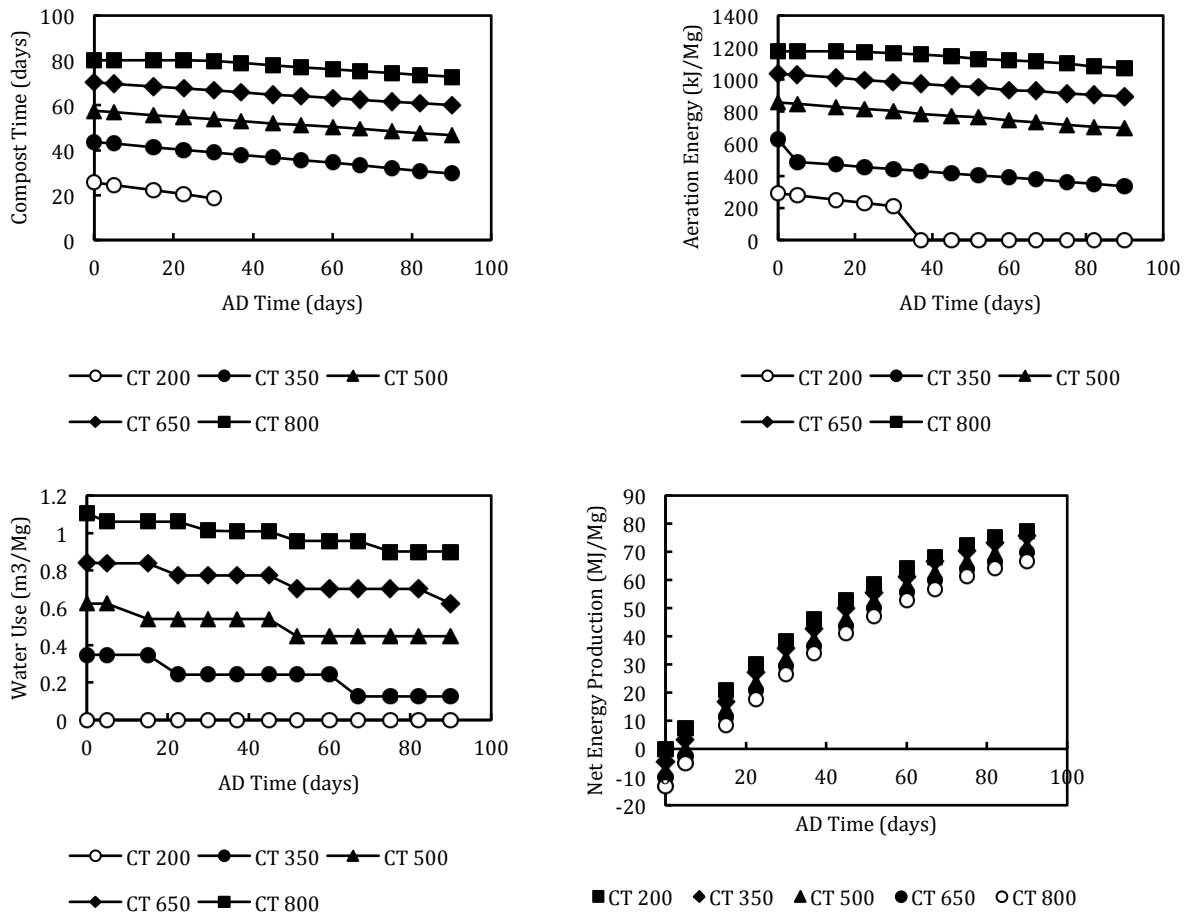 100
80
60
40
20
0
0 20 40 60 80 100
Compost Time (days)
AD Time (days)
CT 200 CT 350 CT 500
CT 650 CT 800
1400
1200
1000
800
600
400
200
0
0 20 40 60 80 100
Aeration Energy (kJ/Mg)
AD Time (days)
CT 200 CT 350 CT 500
CT 650 CT 800
1.2
1
0.8
0.6
0.4
0.2
0
0 20 40 60 80 100
Water Use (m3/Mg)
AD Time (days)
CT 200 CT 350 CT 500
CT 650 CT 800
90
80
70
60
50
40
30
20
10
0
-10
-20
0 20 40 60 80 100
Net Energy Production (MJ/Mg)
AD Time (days)
CT 200 CT 350 CT 500 CT 650 CT 800